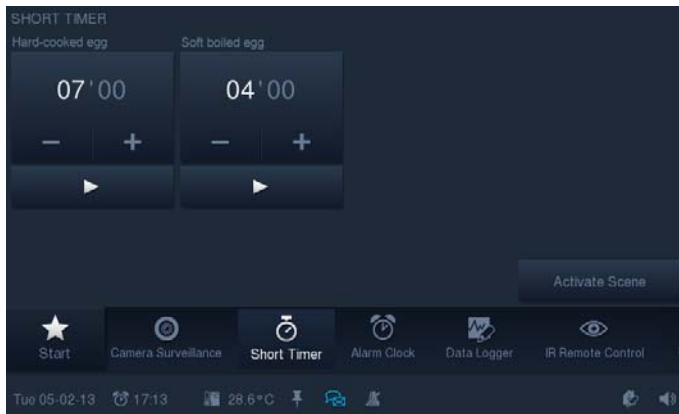 SHORT TIMER
Hard-cooked egg Soft boiled egg
07'00 04'00
− + − +
Activate Scene
Start Camera Surveillance Short Timer Alarm Clock Data Logger IR Remote Control
Tue 05-02-13 17:13 28.6°C